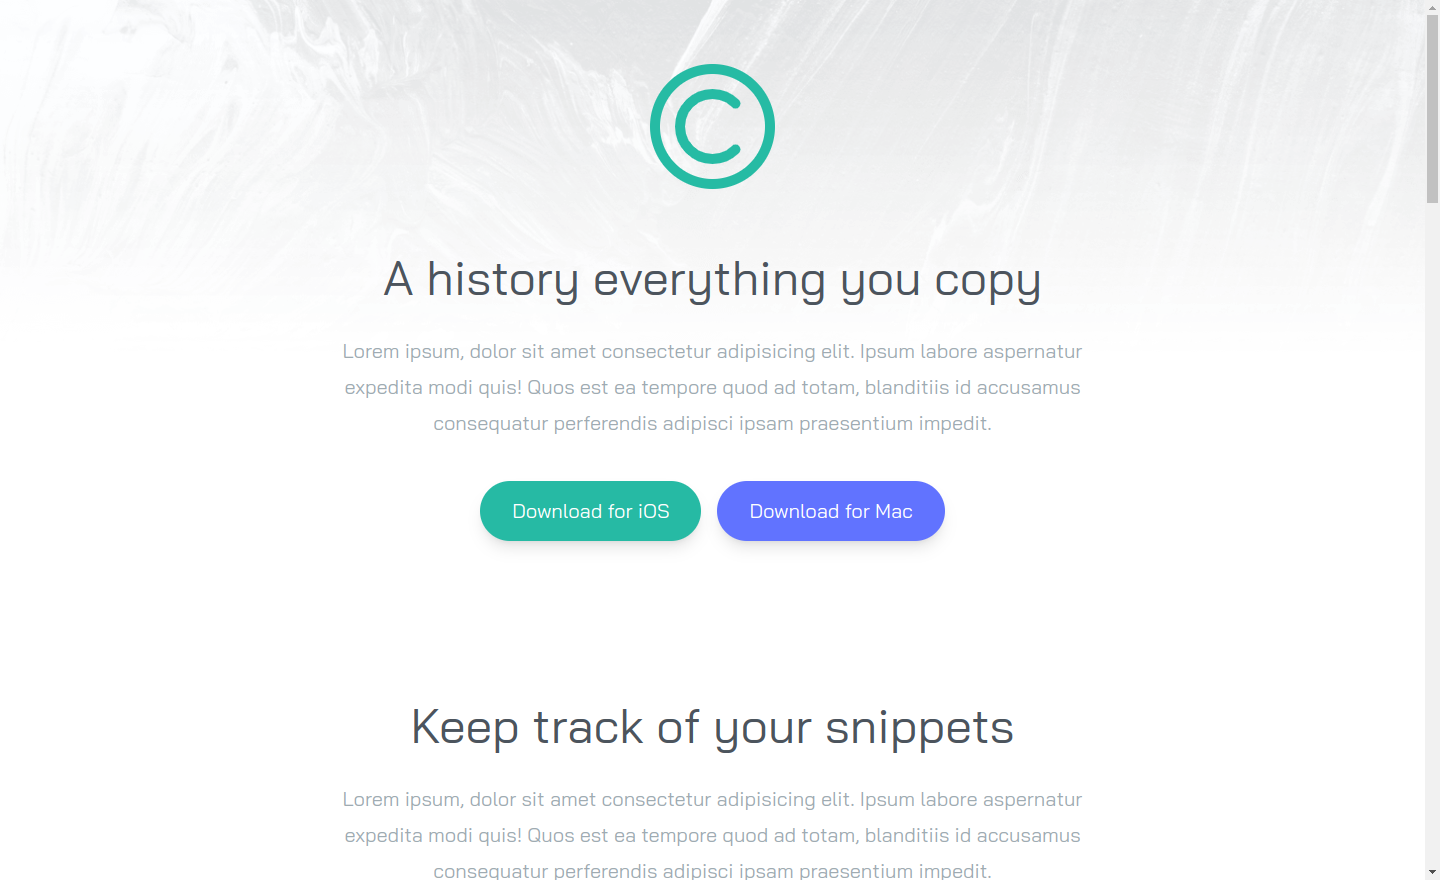 A history everything you copy
Lorem ipsum, dolor sit amet consectetur adipisicing elit. Ipsum labore aspernatur
expedita modi quis! Quos est ea tempore quod ad totam, blanditiis id accusamus
consequatur perferendis adipisci ipsam praesentium impedit.
Download for iOS
Download for Mac
Keep track of your snippets
Lorem ipsum, dolor sit amet consectetur adipisicing elit. Ipsum labore aspernatur
expedita modi quis! Quos est ea tempore quod ad totam, blanditiis id accusamus
consequatur perferendis adipisci ipsam praesentium impedit.